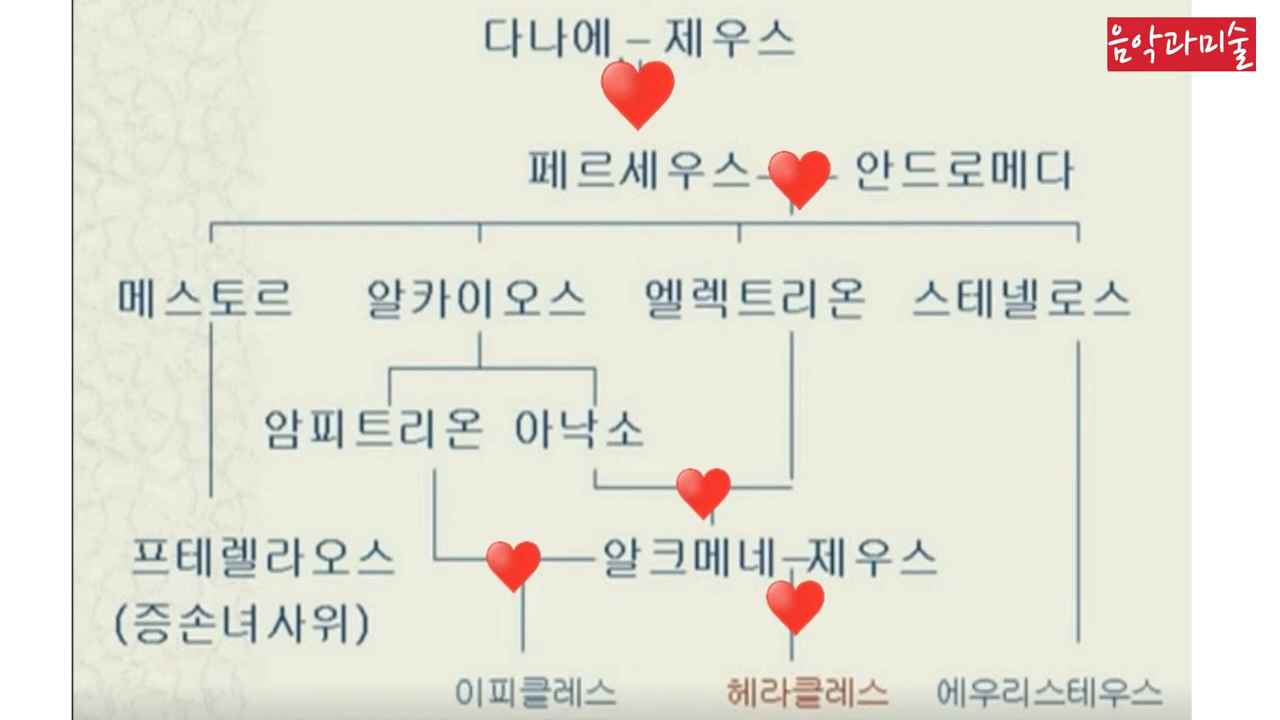 음악과미술
다나에 – 제우스
페르세우스 – 안드로메다
메스토르 알카이오스 엘렉트리온 스테넬로스
암피트리온 아낙소
프테렐라오스 알크메네–제우스
(증손녀사위)
이피클레스 헤라클레스 에우리스테우스